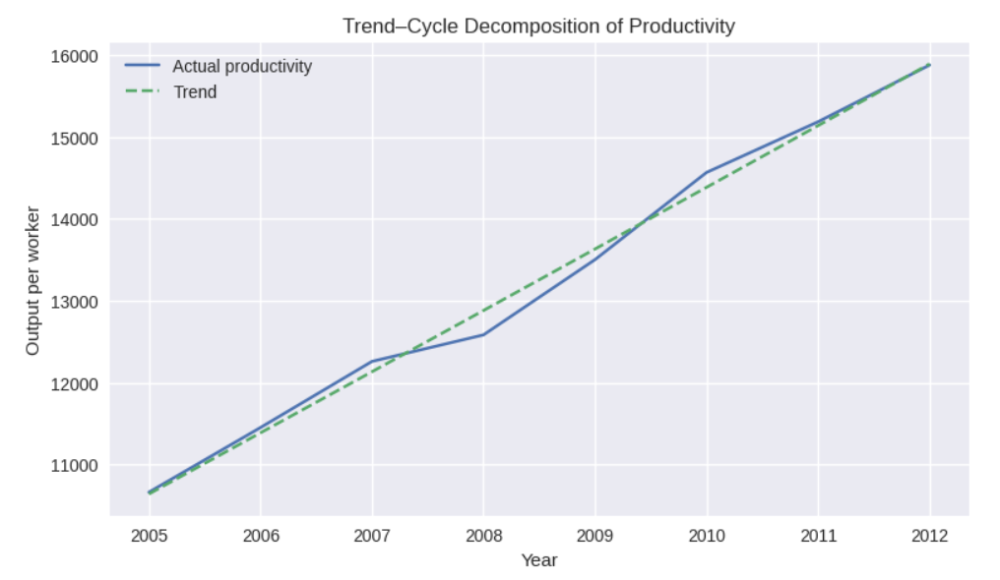 Trend–Cycle Decomposition of Productivity
Actual productivity
Trend
Output per worker
16000
15000
14000
13000
12000
11000
2005 2006 2007 2008 2009 2010 2011 2012
Year